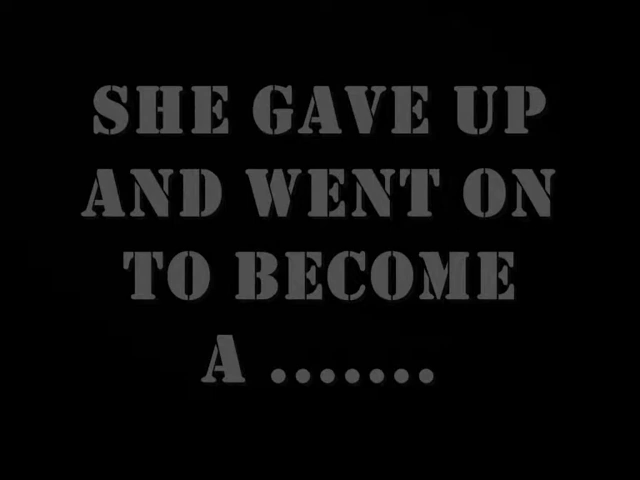 SHE GAVE UP
AND WENT ON
TO BECOME
A .......